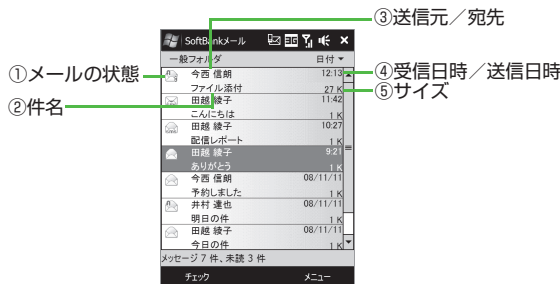 ③送信元／宛先
SoftBankメール
一般フォルダ 日付
①メールの状態
今西 信朗 12:13
④受信日時／送信日時
ファイル添付 27 K
⑤サイズ
②件名
田越 綾子 11:42
こんにちは 1 K
田越 綾子 10:27
配信レポート 1 K
田越 綾子 9:21
ありがとう 1 K
今西 信朗 08/11/11
予約しました 1 K
井村 達也 08/11/11
明日の件 1 K
田越 綾子 08/11/11
今日の件 1 K
メッセージ 7 件、未読 3 件
チェック メニュー